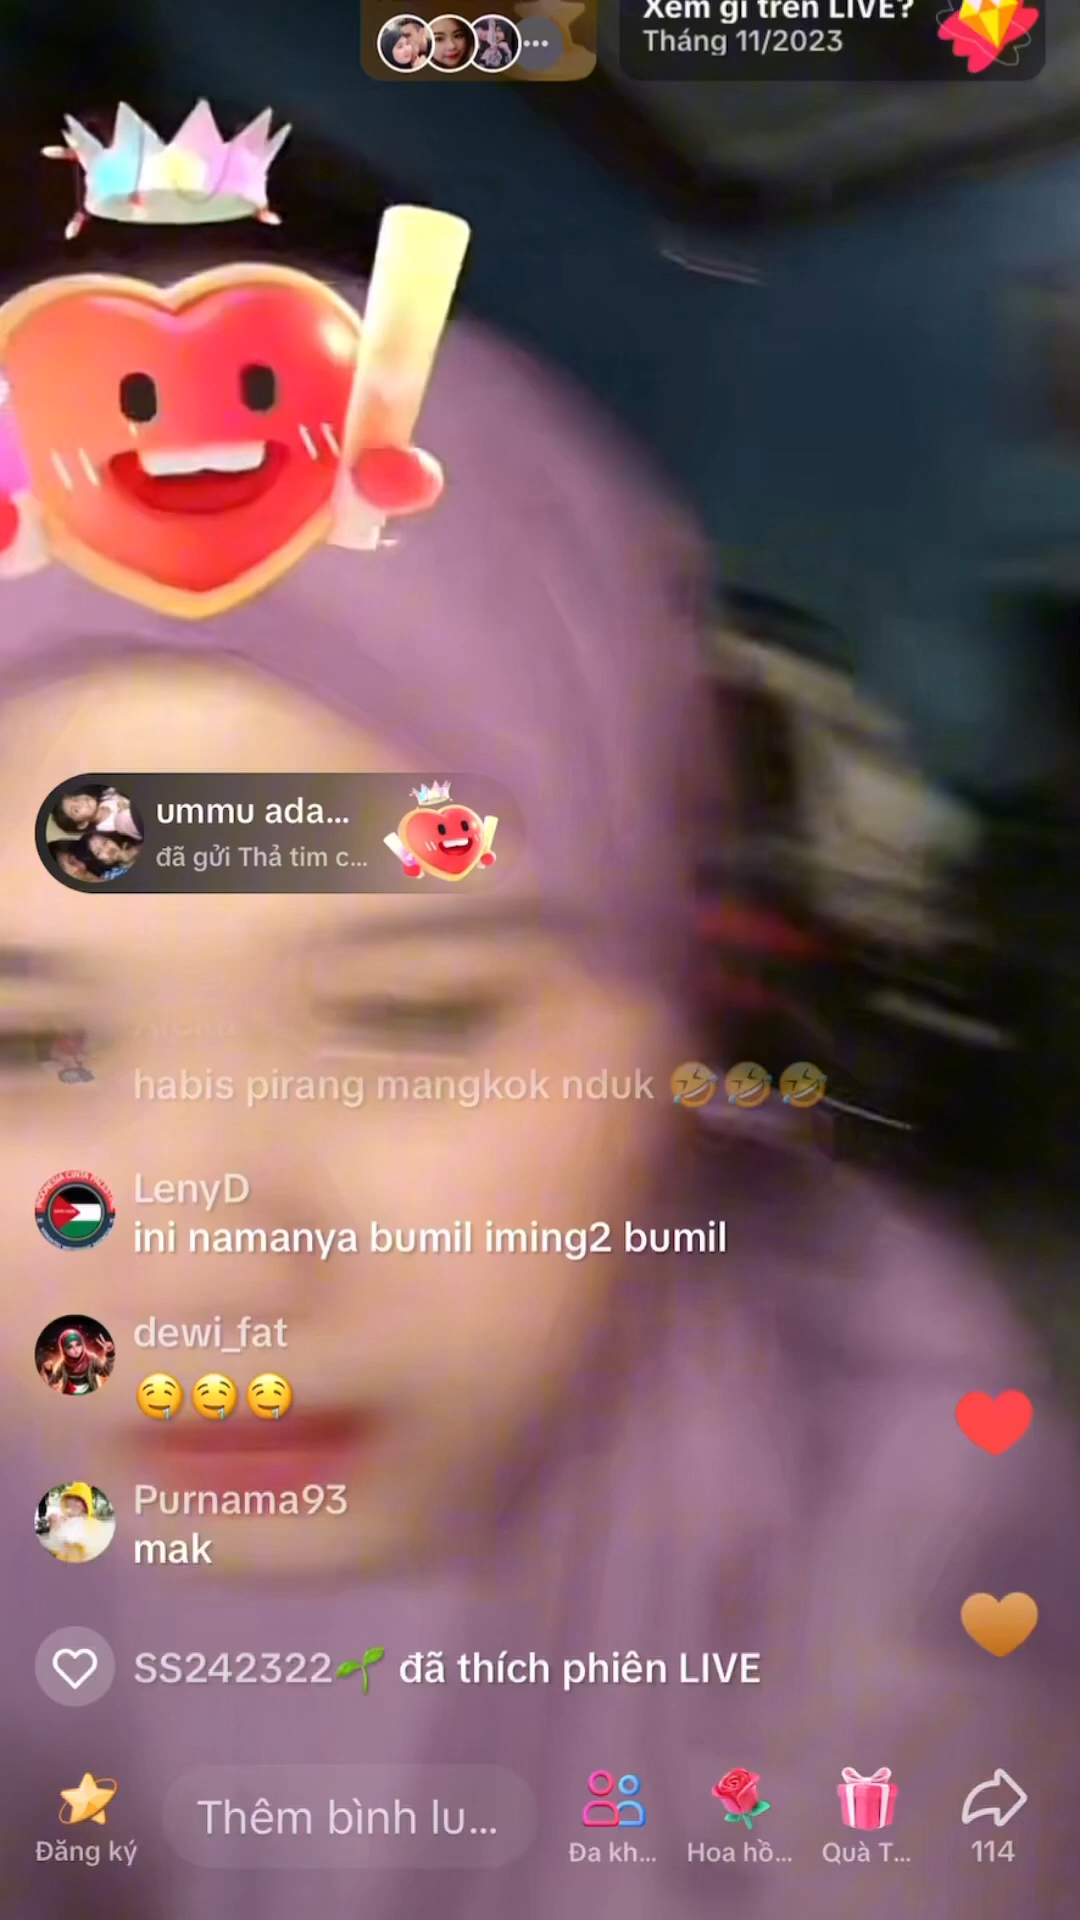 Xem gì trên LIVE?
Tháng 11/2023
ummu ada...
đã gửi Thả tim c...
habis pirang mangkok nduk 🤣🤣🤣
LenyD
ini namanya bumil iming2 bumil
dewi_fat
🤤🤤🤤
Purnama93
mak
SS242322🌱 đã thích phiên LIVE
Đăng ký
Thêm bình lu...
Đa kh...
Hoa hồ...
Quà T...
114